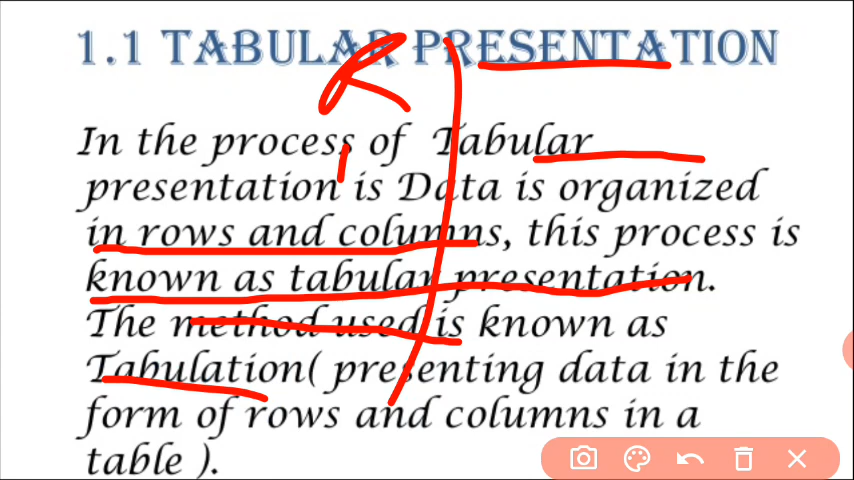 1.1 TABULAR PRESENTATION
In the process of Tabular
presentation is Data is organized
in rows and columns, this process is
known as tabular presentation.
The method used is known as
Tabulation( presenting data in the
form of rows and columns in a
table ).